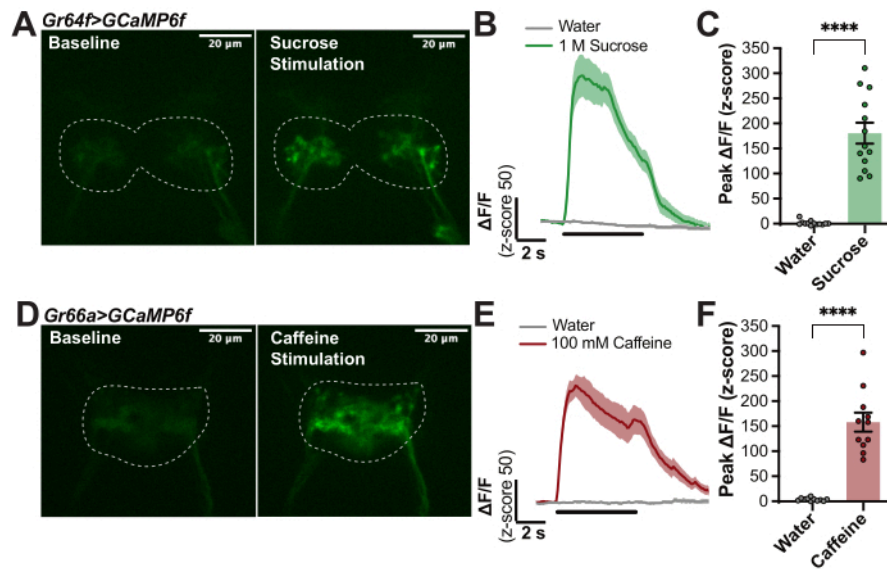 A
Gr64f>GCaMP6f
Baseline
20 µm
Sucrose
Stimulation
20 µm
B
Water
1 M Sucrose
ΔF/F
(z-score 50)
2 s
C
****
Peak ΔF/F (z-score)
350
300
250
200
150
100
50
0
Water
Sucrose
D
Gr66a>GCaMP6f
Baseline
20 µm
Caffeine
Stimulation
20 µm
E
Water
100 mM Caffeine
ΔF/F
(z-score 50)
2 s
F
****
Peak ΔF/F (z-score)
350
300
250
200
150
100
50
0
Water
Caffeine